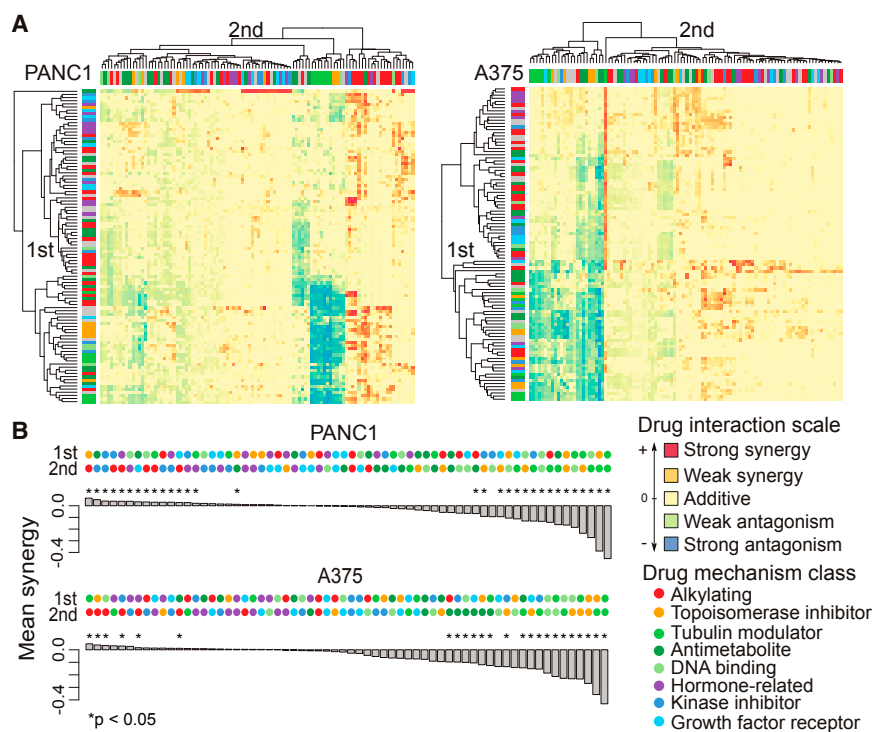 A
2nd
2nd
PANC1
A375
1st
1st
B
PANC1
1st
2nd
* * * * * * * * * * * * * * * * * * * * * * * * * * * * * * *
0.0
-0.4
Mean synergy
A375
1st
2nd
* * * * * * * * * * * * * * * * * * * * * * * *
0.0
-0.4
*p < 0.05
Drug interaction scale
+ Strong synergy
Weak synergy
0 Additive
Weak antagonism
- Strong antagonism
Drug mechanism class
Alkylating
Topoisomerase inhibitor
Tubulin modulator
Antimetabolite
DNA binding
Hormone-related
Kinase inhibitor
Growth factor receptor